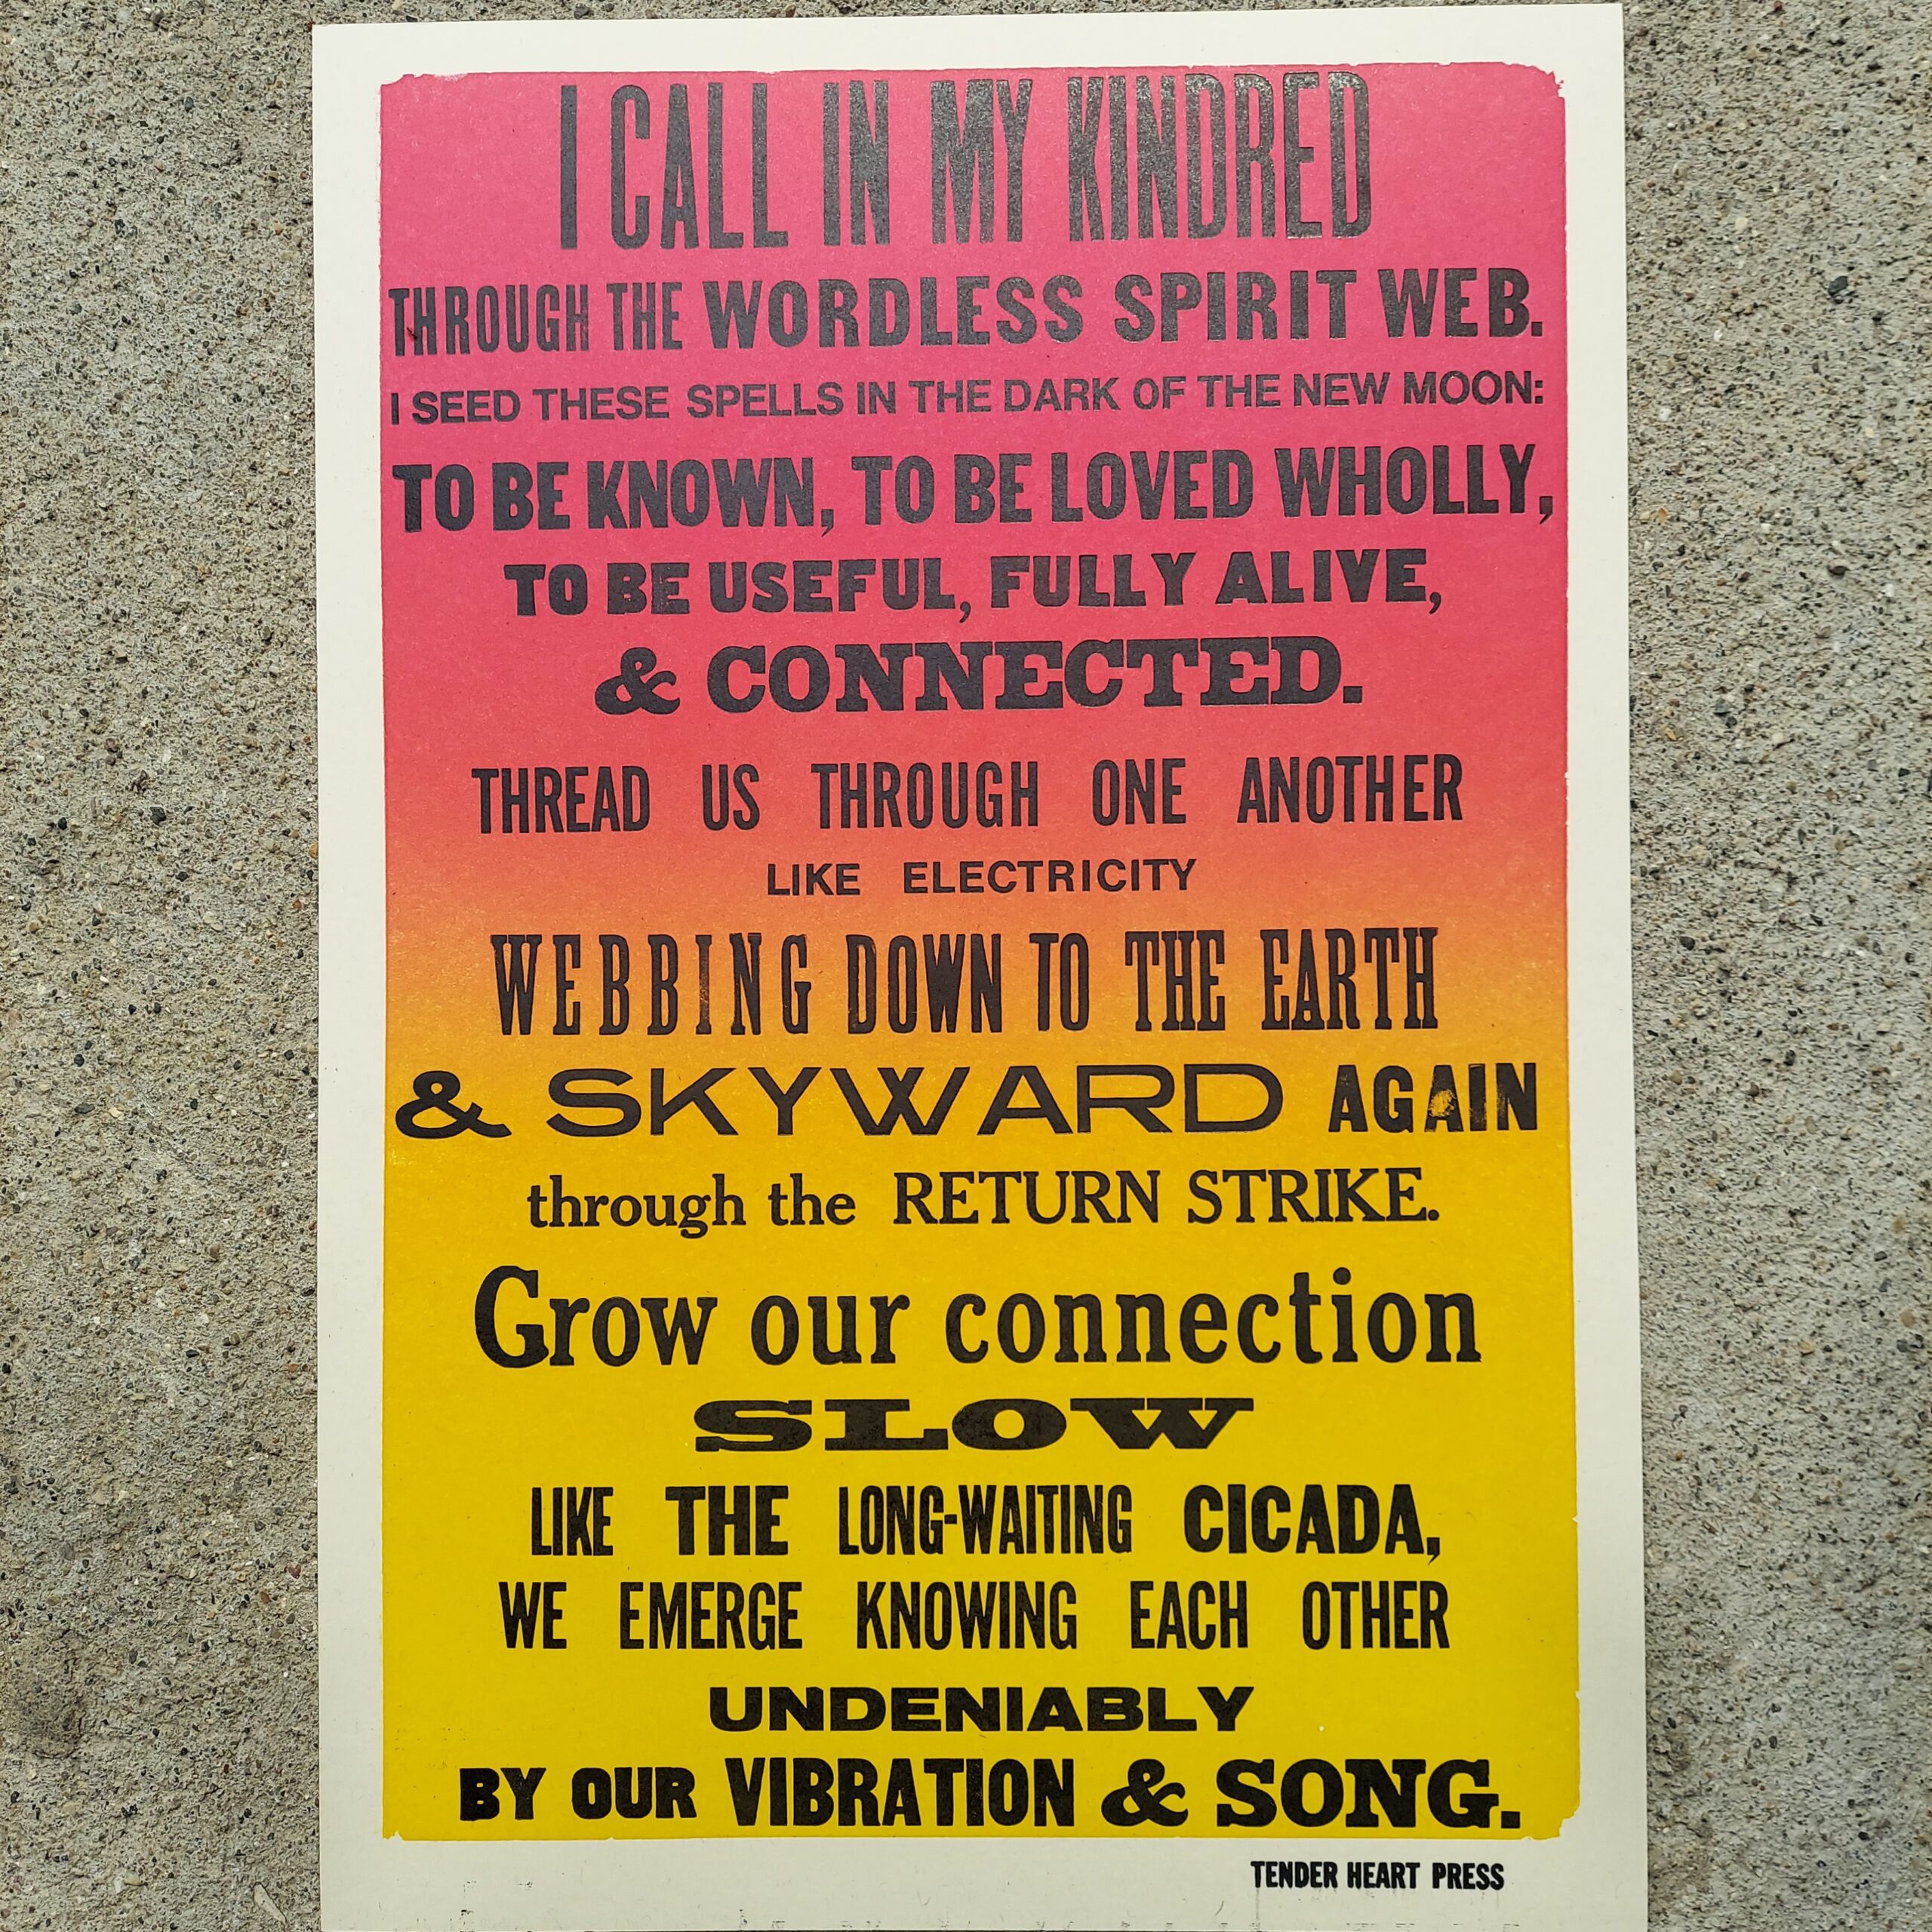 I CALL IN MY KINDRED
THROUGH THE WORDLESS SPIRIT WEB.
I SEED THESE SPELLS IN THE DARK OF THE NEW MOON:
TO BE KNOWN, TO BE LOVED WHOLLY,
TO BE USEFUL, FULLY ALIVE,
& CONNECTED.
THREAD US THROUGH ONE ANOTHER
LIKE ELECTRICITY
WEBBING DOWN TO THE EARTH
& SKYWARD AGAIN
through the RETURN STRIKE.
Grow our connection
SLOW
LIKE THE LONG-WAITING CICADA,
WE EMERGE KNOWING EACH OTHER
UNDENIABLY
BY OUR VIBRATION & SONG.
TENDER HEART PRESS